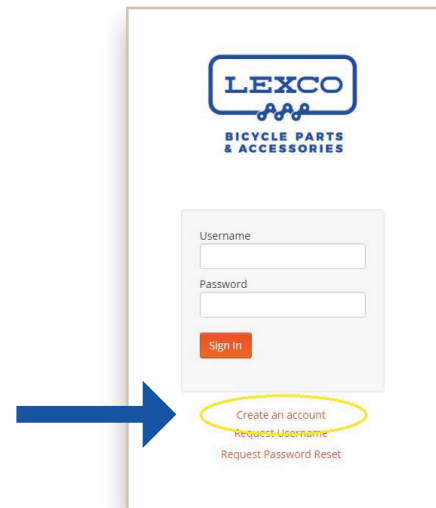 LEXCO
BICYCLE PARTS
& ACCESSORIES
Username
Password
Sign In
Create an account
Request Username
Request Password Reset